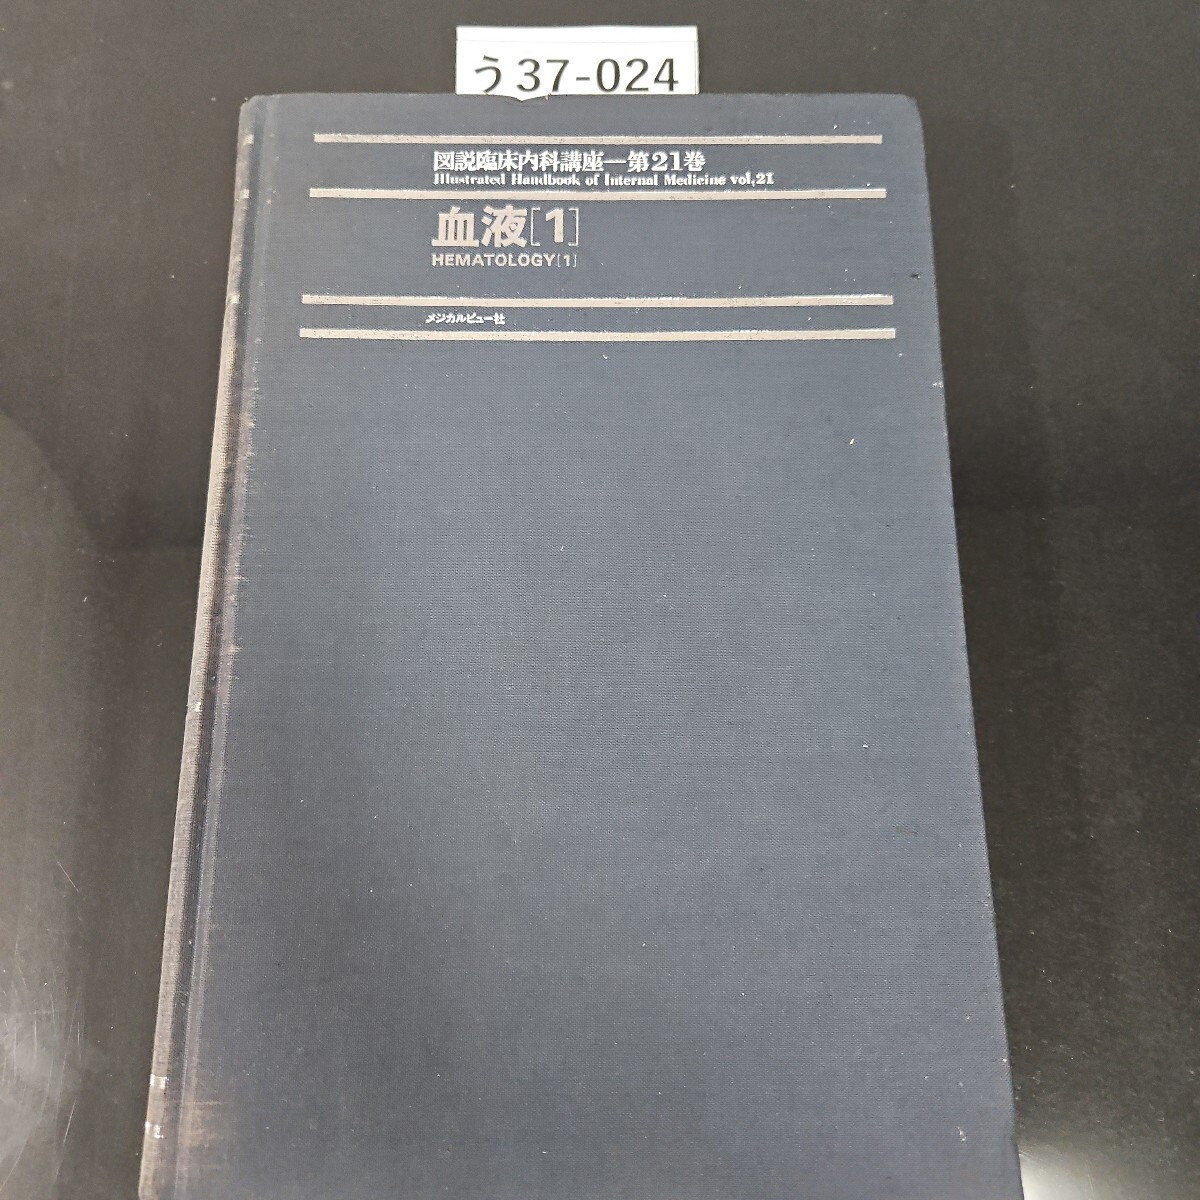 う37-024
図説臨床内科講座―第21巻
Illustrated Handbook of Internal Medicine vol.21
血液[1]
HEMATOLOGY[1]
メジカルビュー社